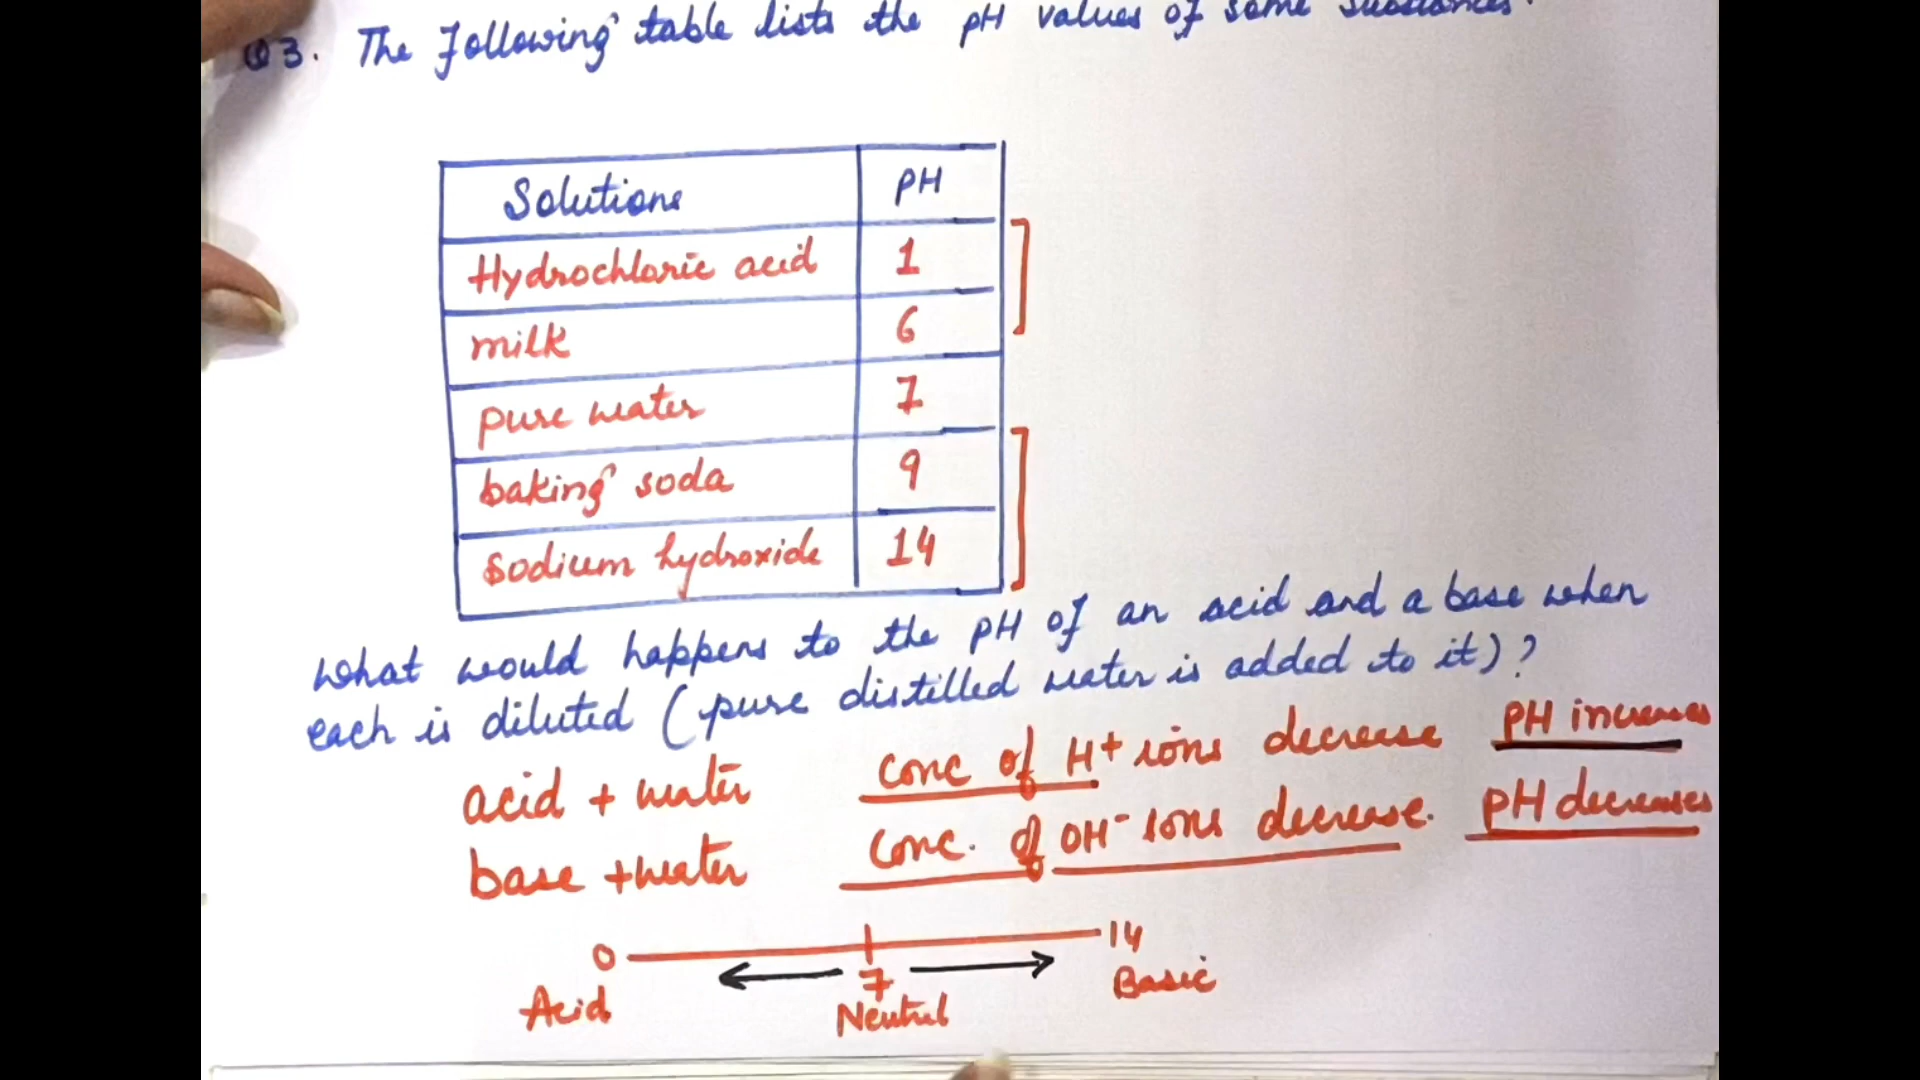 Q3. The following table lists the pH values of some substances.
Solutions pH
Hydrochloric acid 1
milk 6
pure water 7
baking soda 9
sodium hydroxide 14
What would happens to the pH of an acid and a base when
each is diluted (pure distilled water is added to it)?
acid + water conc of H+ ions decrease pH increases
base + water conc. of OH- ions decrease. pH decreases
0 14
7
Acid Neutral Basic